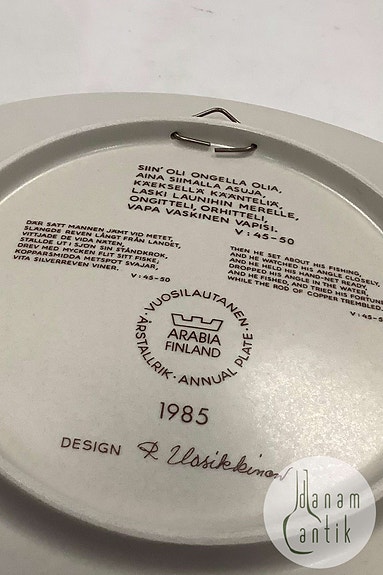 SIIN' OLI ONGELLA OLIA,
AINA SIIMALLA ASUJA,
KÄEKSELLÄ KÄÄNTELIÄ,
LASKI LAUNIHIN MERELLE,
ONGITTELI, ORHITTELI,
VAPA VASKINEN VAPISI.
V : 45-50
DÄR SATT MANNEN JÄMT VID METET,
SLÄNGDE REVEN LÅNGT FRÅN LANDET,
VITTJADE RE VIDA NÄTEN,
STÄLLDE UT I SJÖN SIN STÅNDKROK,
DREV MED MYCKEN FLIT SITT FISKE,
KOPPARSMIDDA METSPÖT SVAJAR,
VITA SILVERREVEN VINER.
V : 45-50
THEN HE SET ABOUT HIS FISHING,
AND HE WATCHED HIS ANGLE CLOSELY,
AND HE HELD HIS HAND-NET READY,
DROPPED HIS ANGLE IN THE WATER,
AND HE FISHED, AND TRIED HIS FORTUNE
WHILE THE ROD OF COPPER TREMBLED.
V : 45-5
· VUOSILAUTANEN ·
ARABIA
FINLAND
ÅRSTALLRIK · ANNUAL PLATE
1985
DESIGN R Uosikkinen
danam
antik